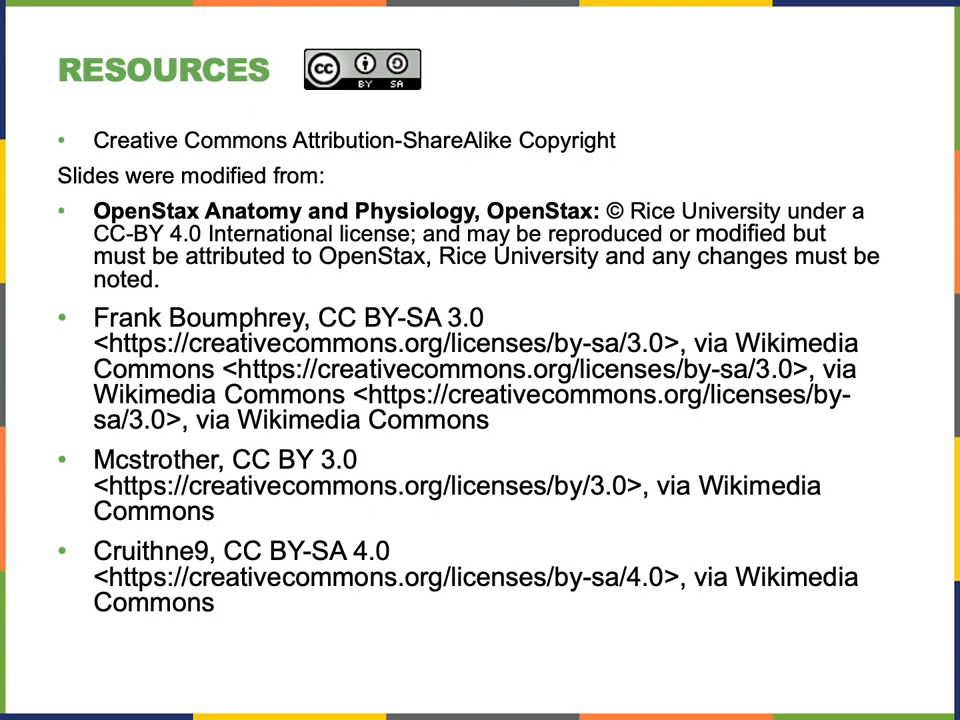 RESOURCES
cc BY SA
Creative Commons Attribution-ShareAlike Copyright
Slides were modified from:
OpenStax Anatomy and Physiology, OpenStax: © Rice University under a
CC-BY 4.0 International license; and may be reproduced or modified but
must be attributed to OpenStax, Rice University and any changes must be
noted.
Frank Boumphrey, CC BY-SA 3.0
<https://creativecommons.org/licenses/by-sa/3.0>, via Wikimedia
Commons <https://creativecommons.org/licenses/by-sa/3.0>, via
Wikimedia Commons <https://creativecommons.org/licenses/by-
sa/3.0>, via Wikimedia Commons
Mcstrother, CC BY 3.0
<https://creativecommons.org/licenses/by/3.0>, via Wikimedia
Commons
Cruithne9, CC BY-SA 4.0
<https://creativecommons.org/licenses/by-sa/4.0>, via Wikimedia
Commons